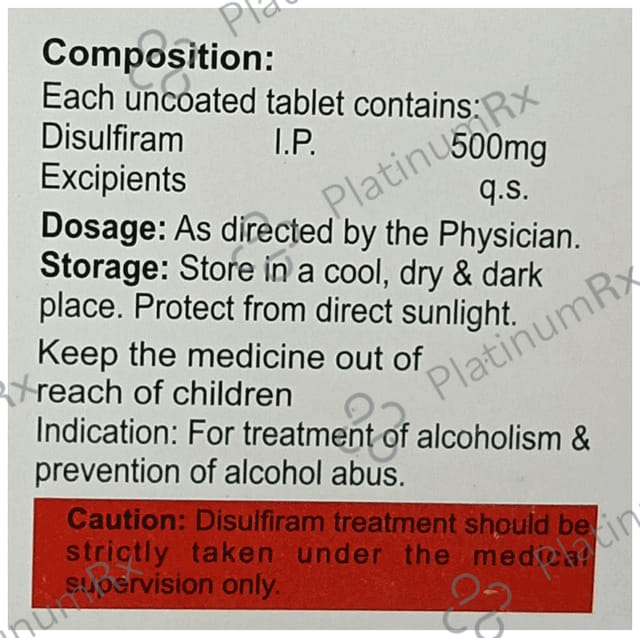 Composition:
Each uncoated tablet contains:
Disulfiram I.P. 500mg
Excipients q.s.
Dosage: As directed by the Physician.
Storage: Store in a cool, dry & dark
place. Protect from direct sunlight.
Keep the medicine out of
reach of children
Indication: For treatment of alcoholism &
prevention of alcohol abus.
Caution: Disulfiram treatment should be
strictly taken under the medical
supervision only.
PlatinumRx
PlatinumRx